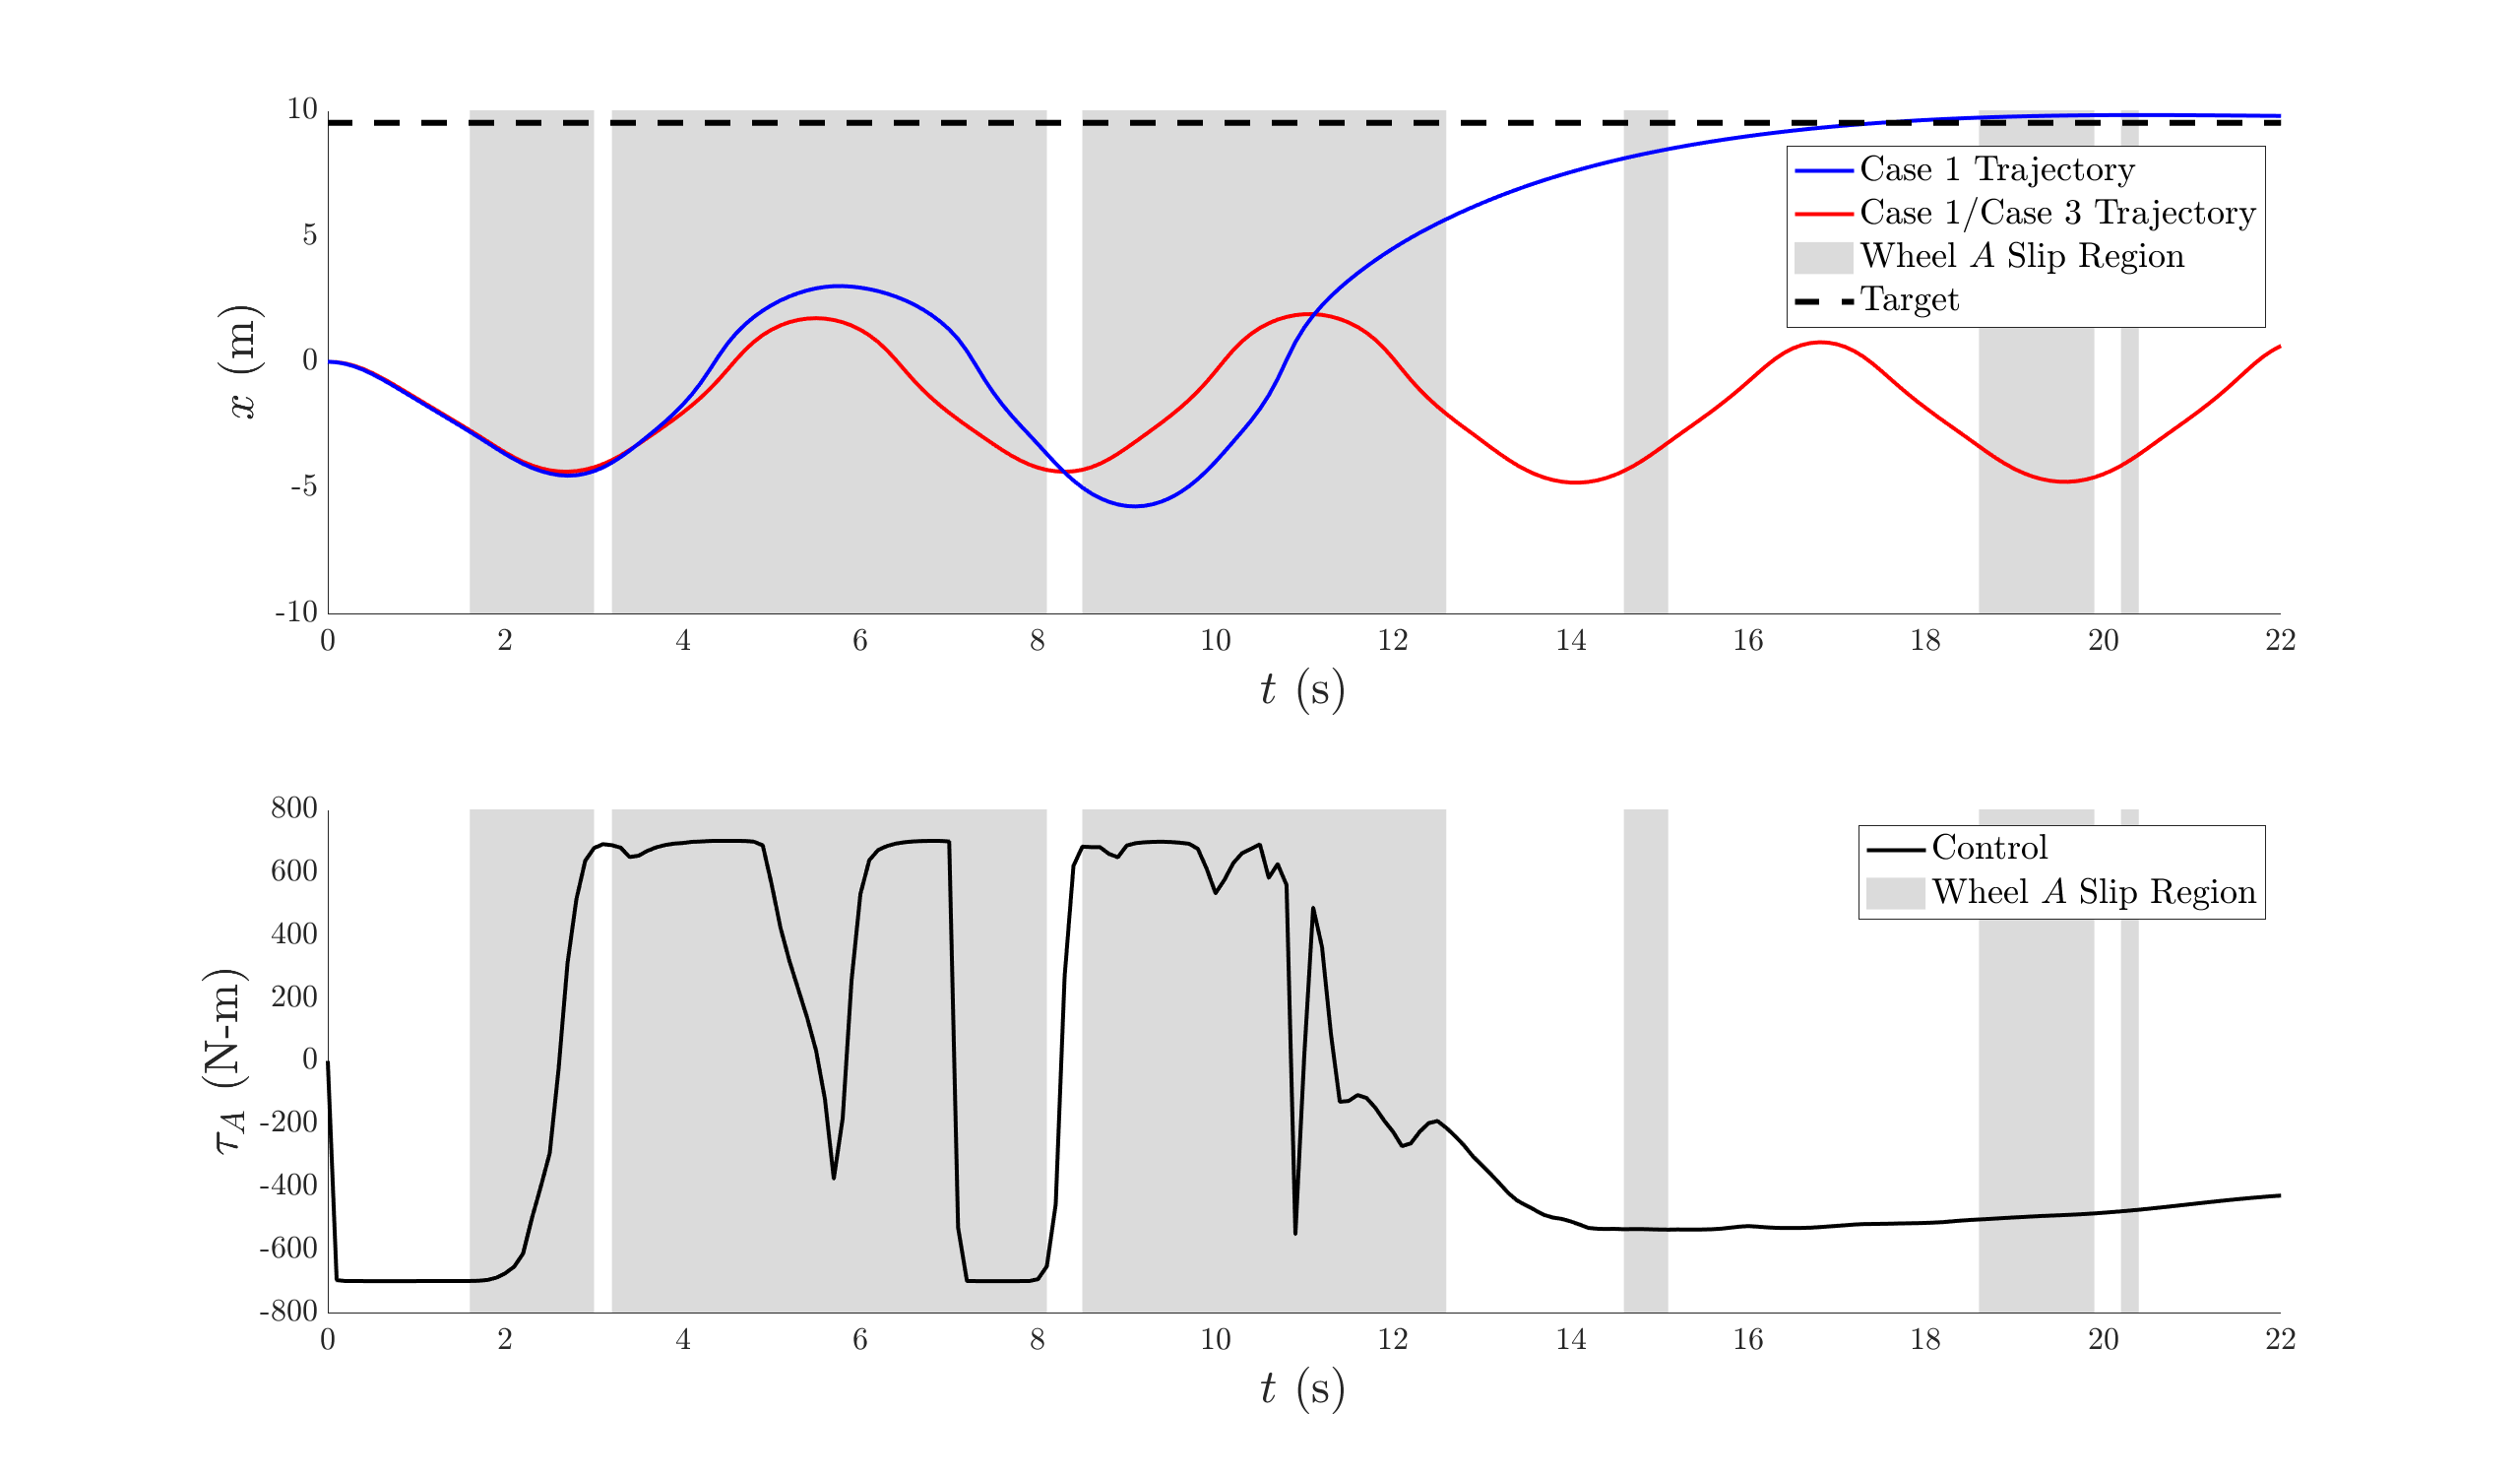 10
5
0
-5
-10
x (m)
0 2 4 6 8 10 12 14 16 18 20 22
t (s)
Case 1 Trajectory
Case 1/Case 3 Trajectory
Wheel A Slip Region
Target
800
600
400
200
0
-200
-400
-600
-800
τA (N-m)
0 2 4 6 8 10 12 14 16 18 20 22
t (s)
Control
Wheel A Slip Region